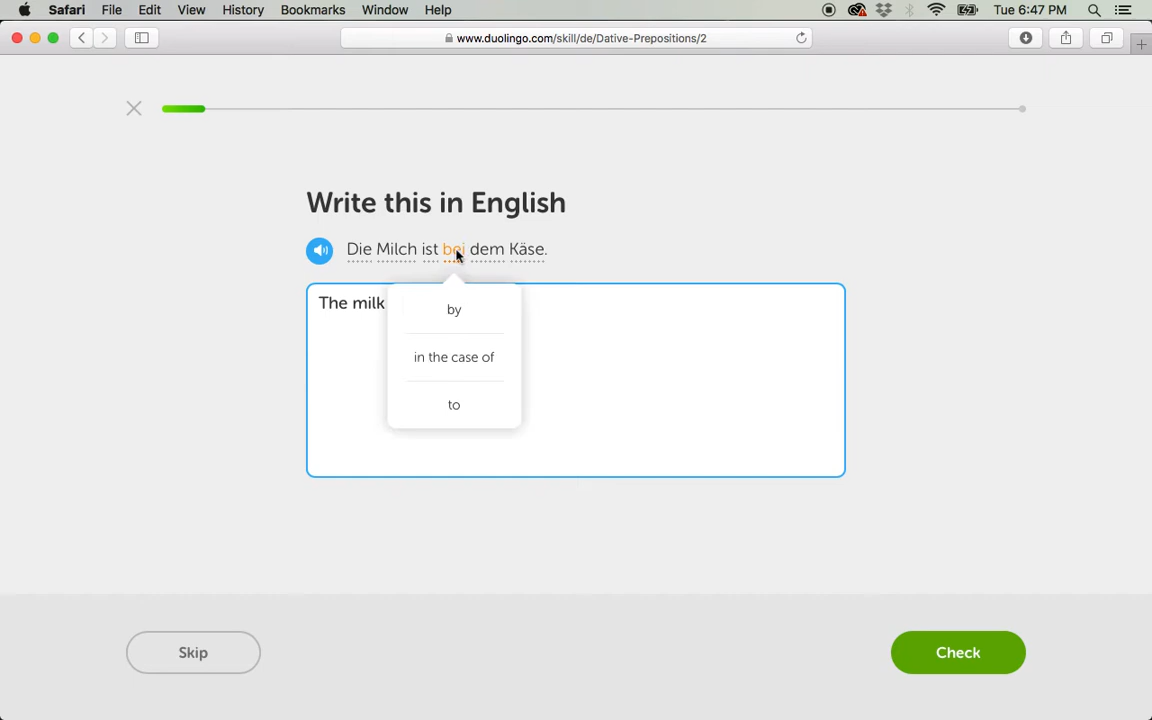 Safari File Edit View History Bookmarks Window Help Tue 6:47 PM
www.duolingo.com/skill/de/Dative-Prepositions/2
Write this in English
Die Milch ist bei dem Käse.
The milk
by
in the case of
to
Skip
Check